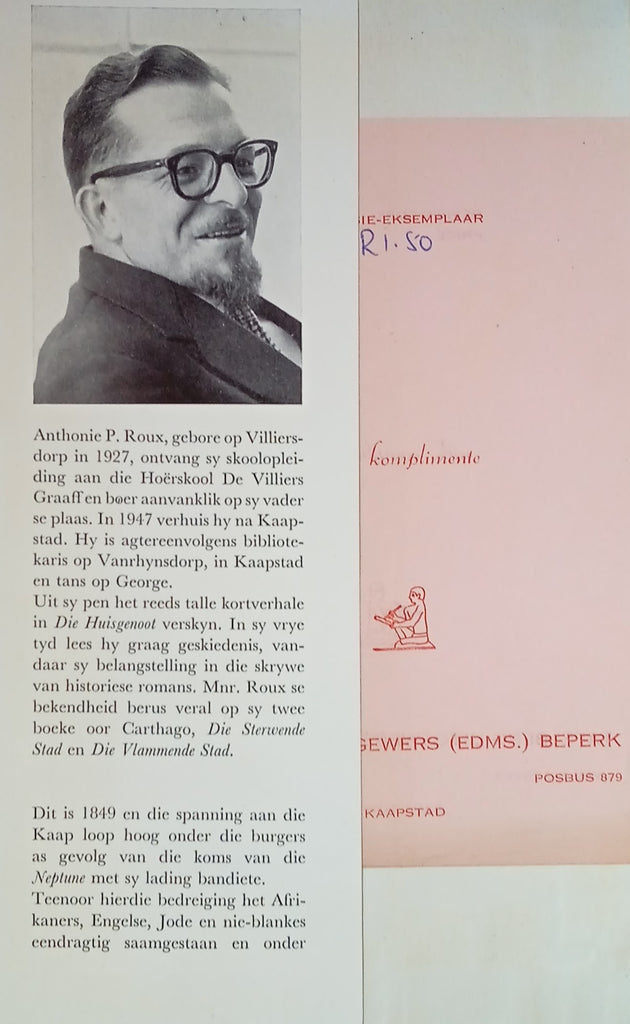 Anthonie P. Roux, gebore op Villiers-
dorp in 1927, ontvang sy skooloplei-
ding aan die Hoërskool De Villiers
Graaff en boer aanvanklik op sy vader
se plaas. In 1947 verhuis hy na Kaap-
stad. Hy is agtereenvolgens bibliote-
karis op Vanrhynsdorp, in Kaapstad
en tans op George.
Uit sy pen het reeds talle kortverhale
in Die Huisgenoot verskyn. In sy vrye
tyd lees hy graag geskiedenis, van-
daar sy belangstelling in die skrywe
van historiese romans. Mnr. Roux se
bekendheid berus veral op sy twee
boeke oor Carthago, Die Sterwende
Stad en Die Vlammende Stad.
Dit is 1849 en die spanning aan die
Kaap loop hoog onder die burgers
as gevolg van die koms van die
Neptune met sy lading bandiete.
Teenoor hierdie bedreiging het Afri-
kaners, Engelse, Jode en nie-blankes
eendragtig saamgestaan en onder
IE-EKSEMPLAAR
R1.50
komplimente
GEWERS (EDMS.) BEPERK
POSBUS 879
KAAPSTAD